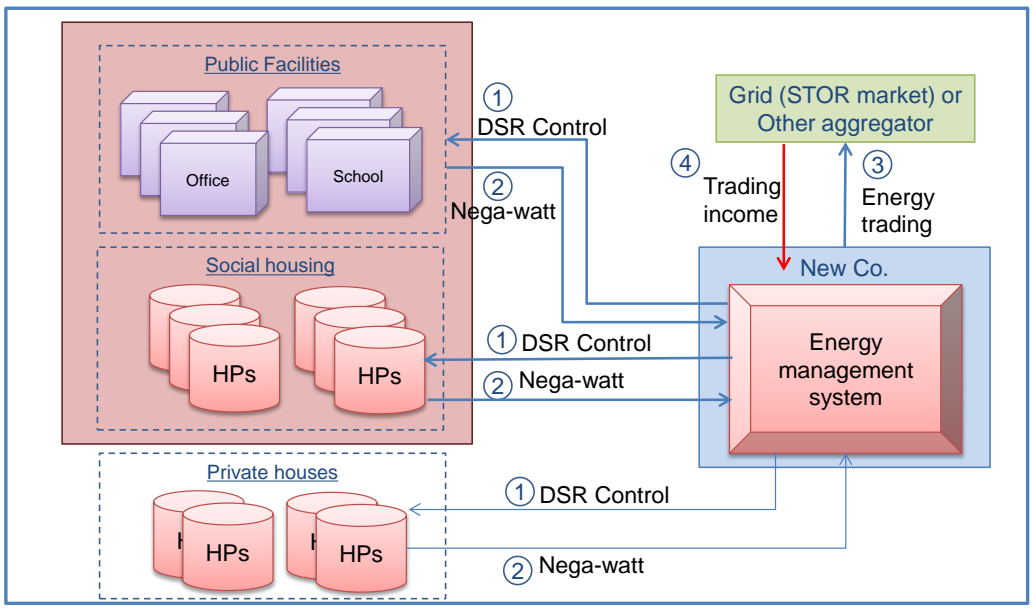 Public Facilities
Office
School
①
DSR Control
②
Nega-watt
Grid (STOR market) or
Other aggregator
④
Trading
income
③
Energy
trading
Social housing
HPs
HPs
①
DSR Control
②
Nega-watt
New Co.
Energy
management
system
Private houses
H
HPs
H
HPs
①
DSR Control
②
Nega-watt